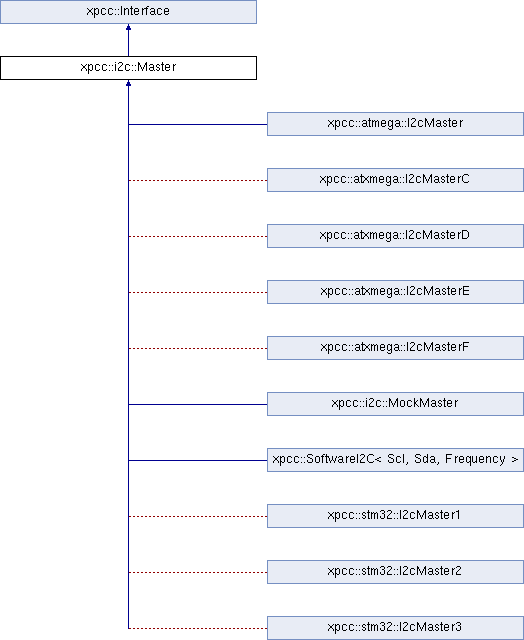 xpcc::Interface
xpcc::i2c::Master
xpcc::atmega::I2cMaster
xpcc::atxmega::I2cMasterC
xpcc::atxmega::I2cMasterD
xpcc::atxmega::I2cMasterE
xpcc::atxmega::I2cMasterF
xpcc::i2c::MockMaster
xpcc::SoftwareI2C< Scl, Sda, Frequency >
xpcc::stm32::I2cMaster1
xpcc::stm32::I2cMaster2
xpcc::stm32::I2cMaster3